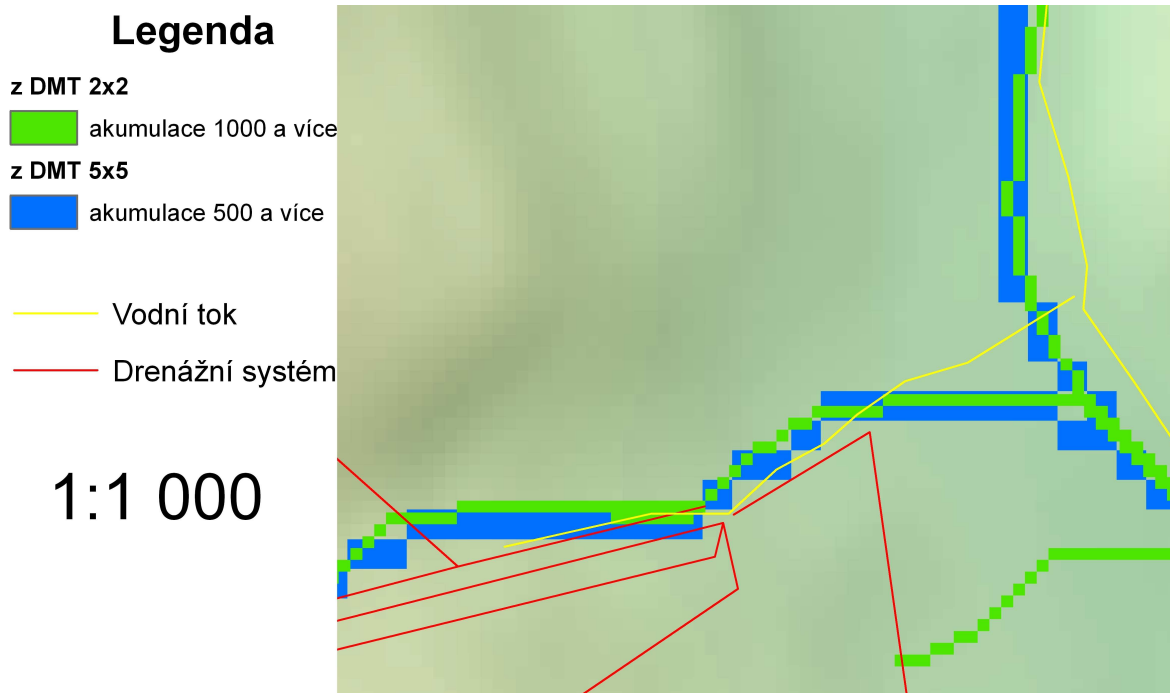 Legenda
z DMT 2x2
akumulace 1000 a více
z DMT 5x5
akumulace 500 a více
Vodní tok
Drenážní systém
1:1 000